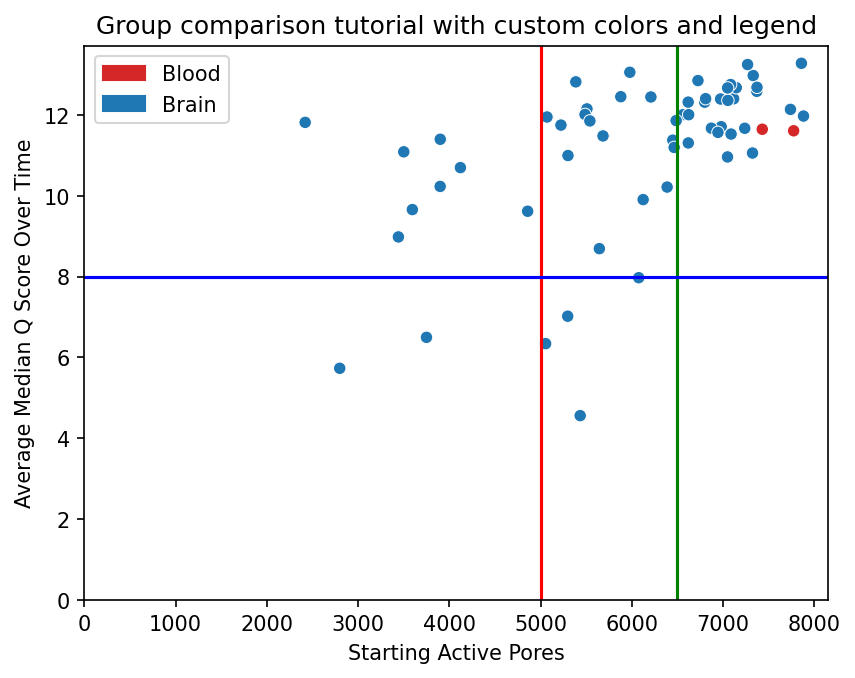 Group comparison tutorial with custom colors and legend
Blood
Brain
Average Median Q Score Over Time
12
10
8
6
4
2
0
0 1000 2000 3000 4000 5000 6000 7000 8000
Starting Active Pores